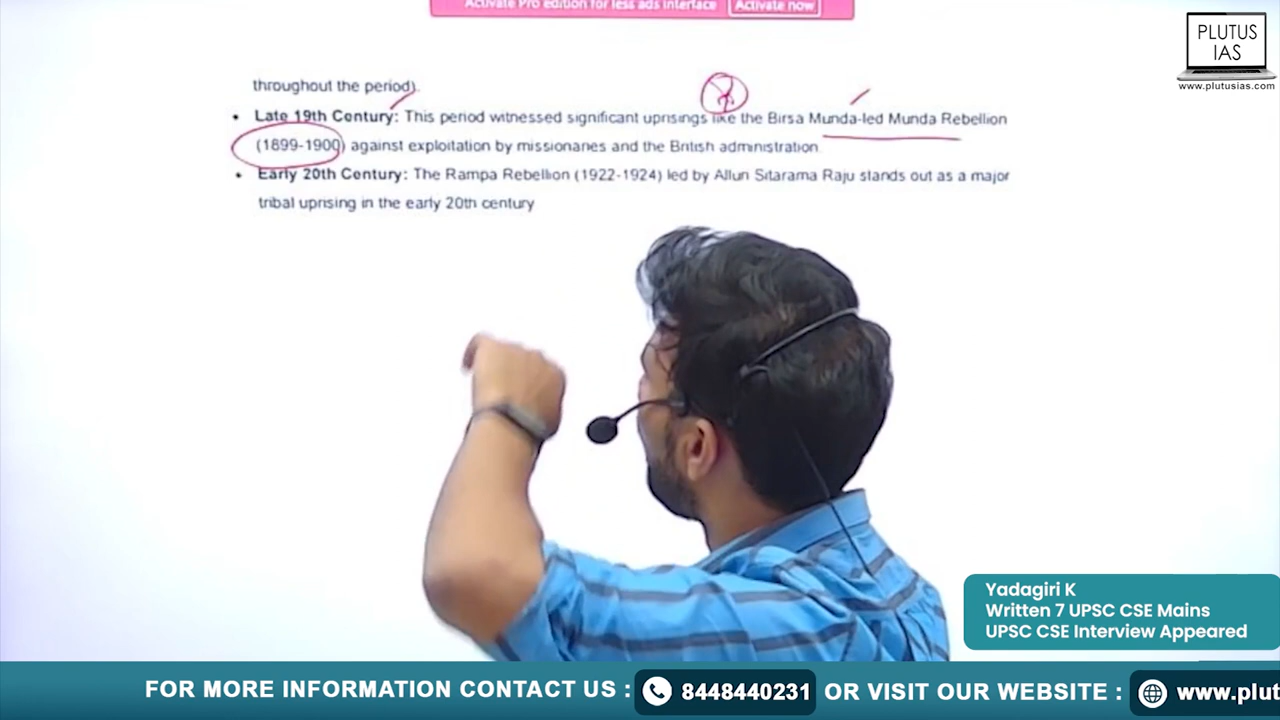 Activate Pro edition for less ads interface Activate now
PLUTUS
IAS
www.plutusias.com
throughout the period).
• Late 19th Century: This period witnessed significant uprisings like the Birsa Munda-led Munda Rebellion
(1899-1900) against exploitation by missionaries and the British administration.
• Early 20th Century: The Rampa Rebellion (1922-1924) led by Alluri Sitarama Raju stands out as a major
tribal uprising in the early 20th century
Yadagiri K
Written 7 UPSC CSE Mains
UPSC CSE Interview Appeared
FOR MORE INFORMATION CONTACT US : 8448440231 OR VISIT OUR WEBSITE : www.plut